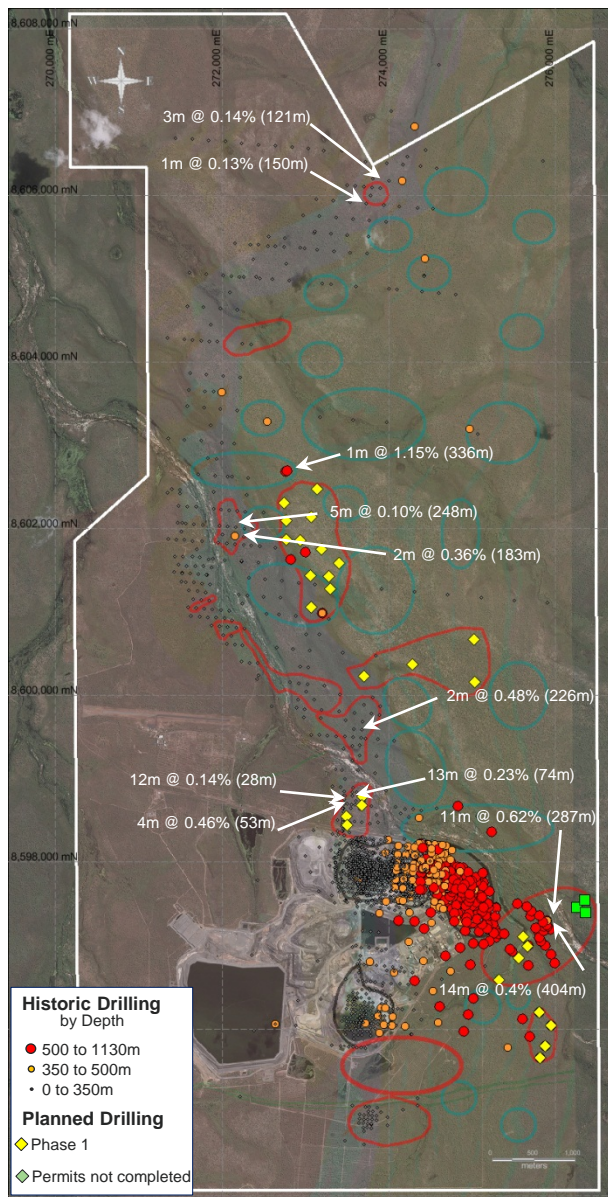 8,608,000 mN
270,000 mE
272,000 mE
274,000 mE
276,000 mE
N
E
3m @ 0.14% (121m)
1m @ 0.13% (150m)
8,606,000 mN
8,604,000 mN
1m @ 1.15% (336m)
5m @ 0.10% (248m)
8,602,000 mN
2m @ 0.36% (183m)
8,600,000 mN
2m @ 0.48% (226m)
12m @ 0.14% (28m)
13m @ 0.23% (74m)
4m @ 0.46% (53m)
11m @ 0.62% (287m)
8,598,000 mN
14m @ 0.4% (404m)
Historic Drilling
by Depth
500 to 1130m
350 to 500m
0 to 350m
Planned Drilling
Phase 1
Permits not completed
0 500 1,000
meters